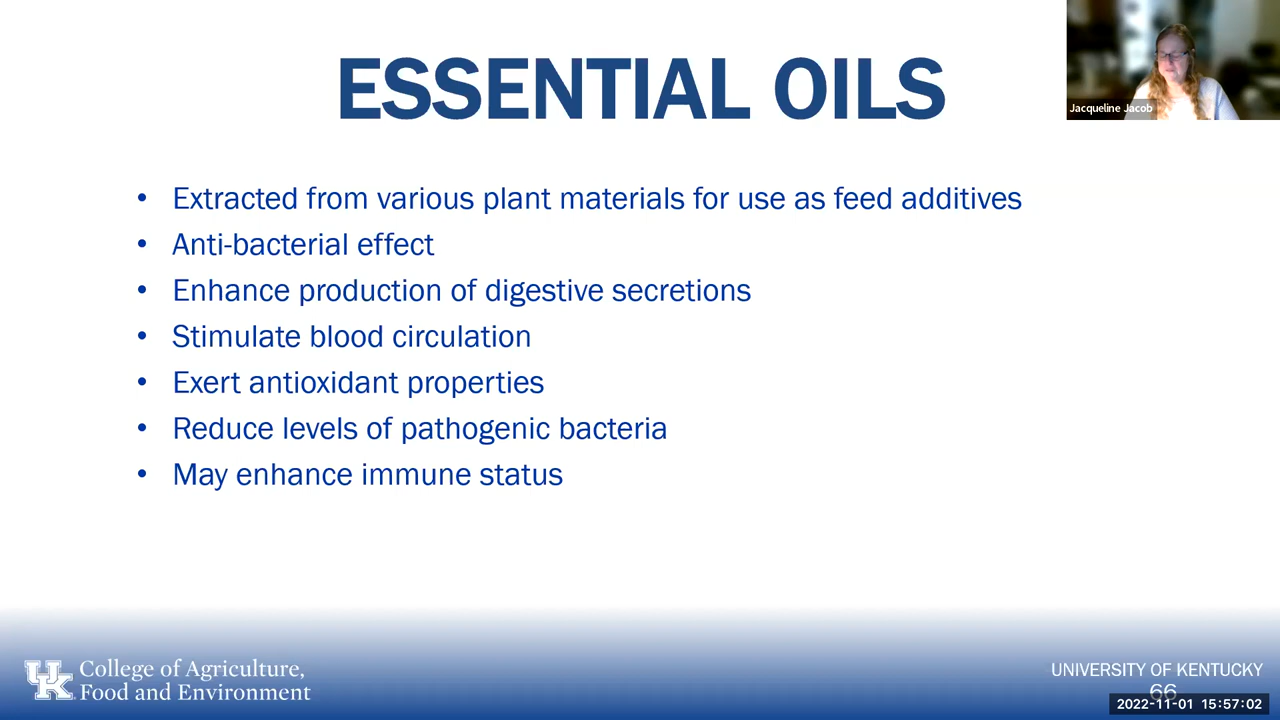 ESSENTIAL OILS
Jacqueline Jacob
• Extracted from various plant materials for use as feed additives
• Anti-bacterial effect
• Enhance production of digestive secretions
• Stimulate blood circulation
• Exert antioxidant properties
• Reduce levels of pathogenic bacteria
• May enhance immune status
UK
College of Agriculture,
Food and Environment
UNIVERSITY OF KENTUCKY
66
2022-11-01 15:57:02